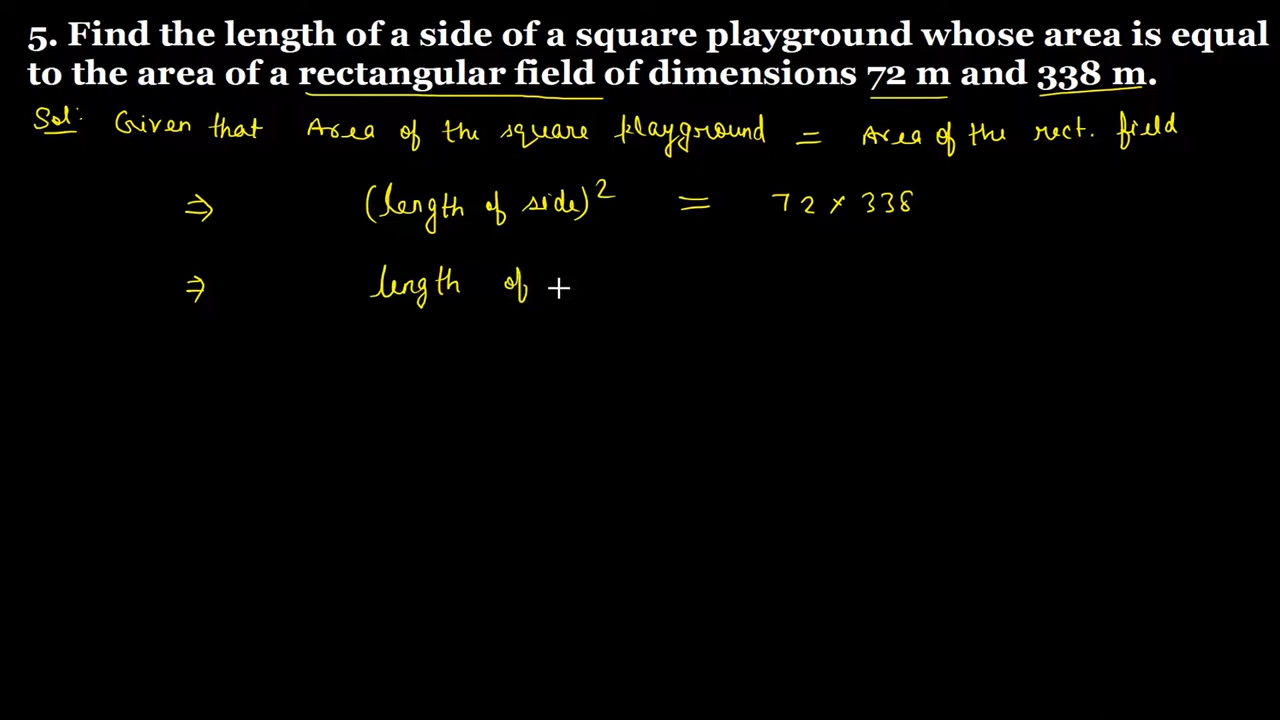 5. Find the length of a side of a square playground whose area is equal
to the area of a rectangular field of dimensions 72 m and 338 m.
Sol: Given that Area of the square playground = Area of the rect. field
⇒ (length of side)² = 72 × 338
⇒ length of